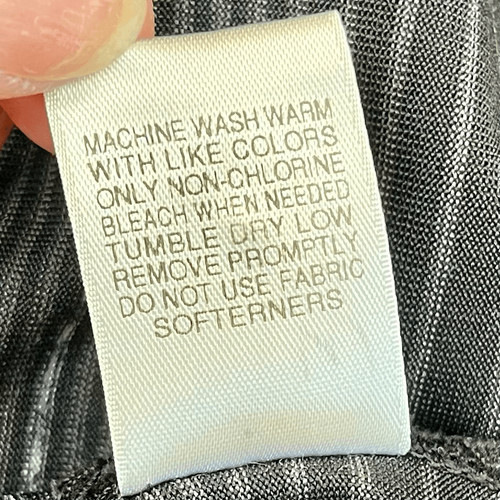 MACHINE WASH WARM
WITH LIKE COLORS
ONLY NON-CHLORINE
BLEACH WHEN NEEDED
TUMBLE DRY LOW
REMOVE PROMPTLY
DO NOT USE FABRIC
SOFTERNERS